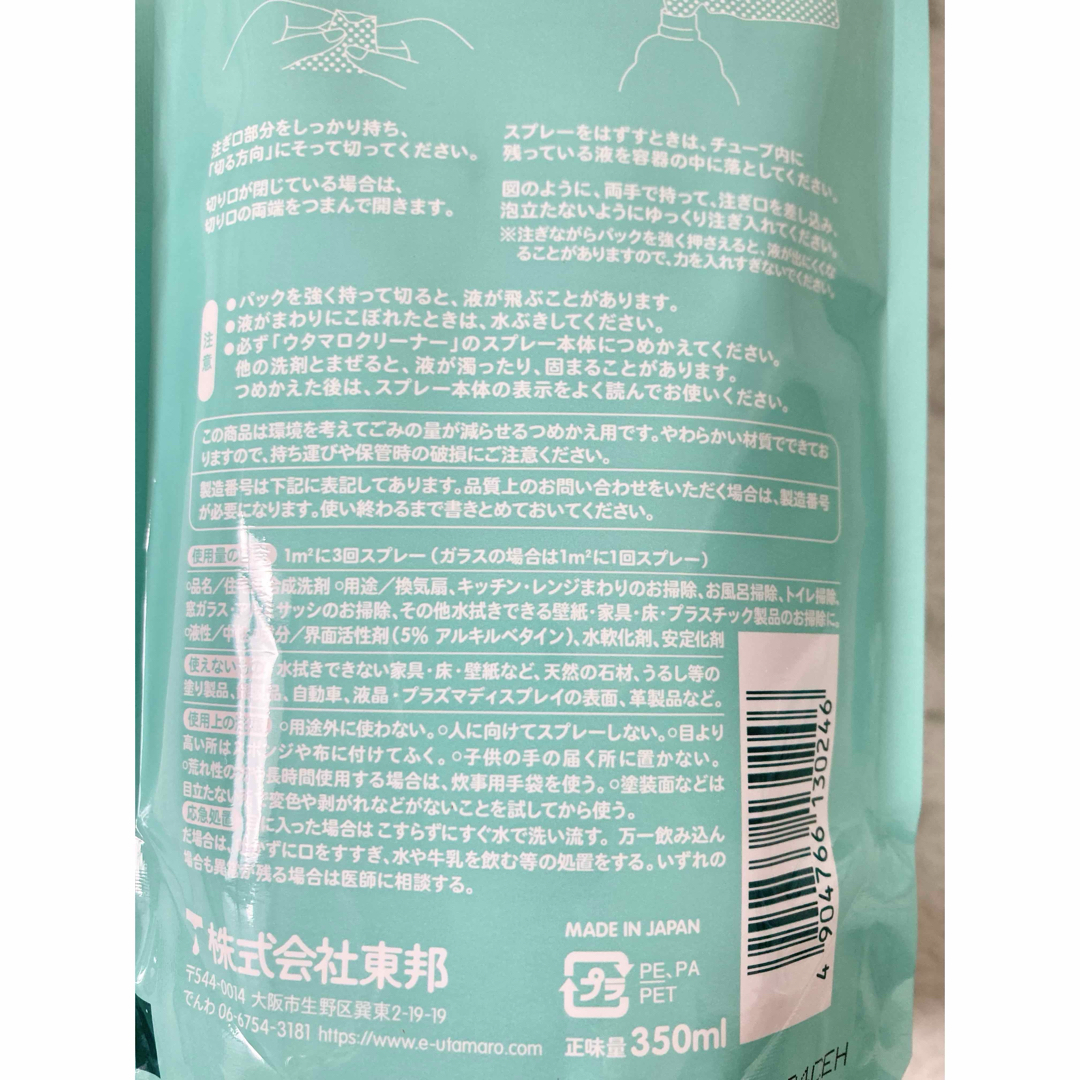 注ぎ口部分をしっかり持ち、
「切る方向」にそって切ってください。
切り口が閉じている場合は、
切り口の両端をつまんで開きます。
スプレーをはずすときは、チューブ内に
残っている液を容器の中に落としてください。
図のように、両手で持って、注ぎ口を差し込み、
泡立たないようにゆっくり注ぎ入れてください。
※注ぎながらパックを強く押さえると、液が出にくくな
ることがありますので、力を入れすぎないでください。
注意
●パックを強く持って切ると、液が飛ぶことがあります。
●液がまわりにこぼれたときは、水ぶきしてください。
●必ず「ウタマロクリーナー」のスプレー本体につめかえてください。
他の洗剤とまぜると、液が濁ったり、固まることがあります。
つめかえた後は、スプレー本体の表示をよく読んでお使いください。
この商品は環境を考えてごみの量が減らせるつめかえ用です。やわらかい材質でできてお
りますので、持ち運びや保管時の破損にご注意ください。
製造番号は下記に表記してあります。品質上のお問い合わせをいただく場合は、製造番号
が必要になります。使い終わるまで書きとめておいてください。
使用量の 1m²に3回スプレー（ガラスの場合は1m²に1回スプレー）
○品名／住 合成洗剤 ○用途／換気扇、キッチン・レンジまわりのお掃除、お風呂掃除、トイレ掃除、
窓ガラス・アルミサッシのお掃除、その他水拭きできる壁紙・家具・床・プラスチック製品のお掃除に。
○液性／中 分／界面活性剤（5% アルキルベタイン）、水軟化剤、安定化剤
使えない 水拭きできない家具・床・壁紙など、天然の石材、うるし等の
塗り製品、 品、自動車、液晶・プラズマディスプレイの表面、革製品など。
使用上の注意 ○用途外に使わない。○人に向けてスプレーしない。○目より
高い所はスポンジや布に付けてふく。○子供の手の届く所に置かない。
○荒れ性の 長時間使用する場合は、炊事用手袋を使う。○塗装面などは
目立たない 変色や剥がれなどがないことを試してから使う。
応急処置 に入った場合は こすらずにすぐ水で洗い流す。万一飲み込ん
だ場合は、 かずに口をすすぎ、水や牛乳を飲む等の処置をする。いずれの
場合も異 が残る場合は医師に相談する。
株式会社東邦
〒544-0014 大阪市生野区巽東2-19-19
でんわ 06-6754-3181 https://www.e-utamaro.com
MADE IN JAPAN
プラ
PE、PA
PET
正味量 350ml
4 904766 130246